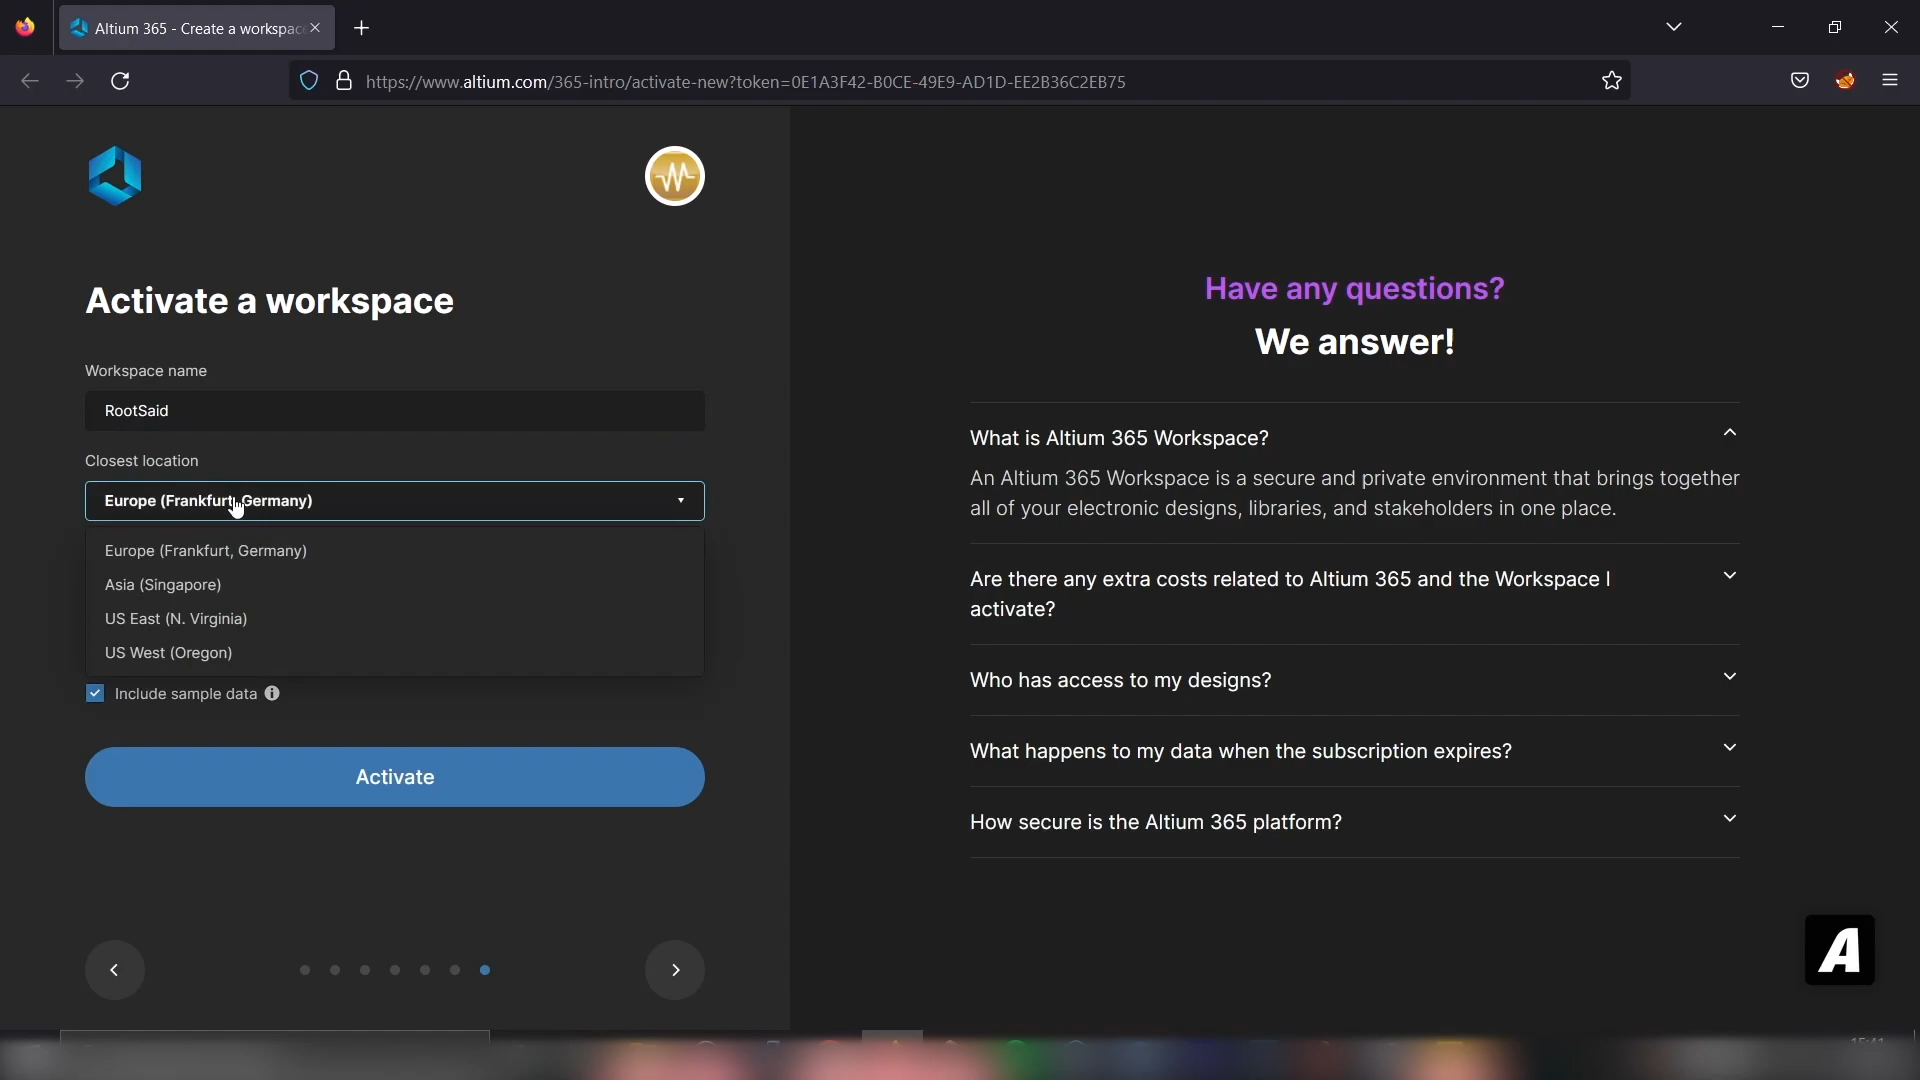 Altium 365 - Create a workspac
https://www.altium.com/365-intro/activate-new?token=0E1A3F42-B0CE-49E9-AD1D-EE2B36C2EB75
Activate a workspace
Workspace name
RootSaid
Closest location
Europe (Frankfurt, Germany)
Europe (Frankfurt, Germany)
Asia (Singapore)
US East (N. Virginia)
US West (Oregon)
Include sample data
Activate
Have any questions?
We answer!
What is Altium 365 Workspace?
An Altium 365 Workspace is a secure and private environment that brings together
all of your electronic designs, libraries, and stakeholders in one place.
Are there any extra costs related to Altium 365 and the Workspace I
activate?
Who has access to my designs?
What happens to my data when the subscription expires?
How secure is the Altium 365 platform?
A